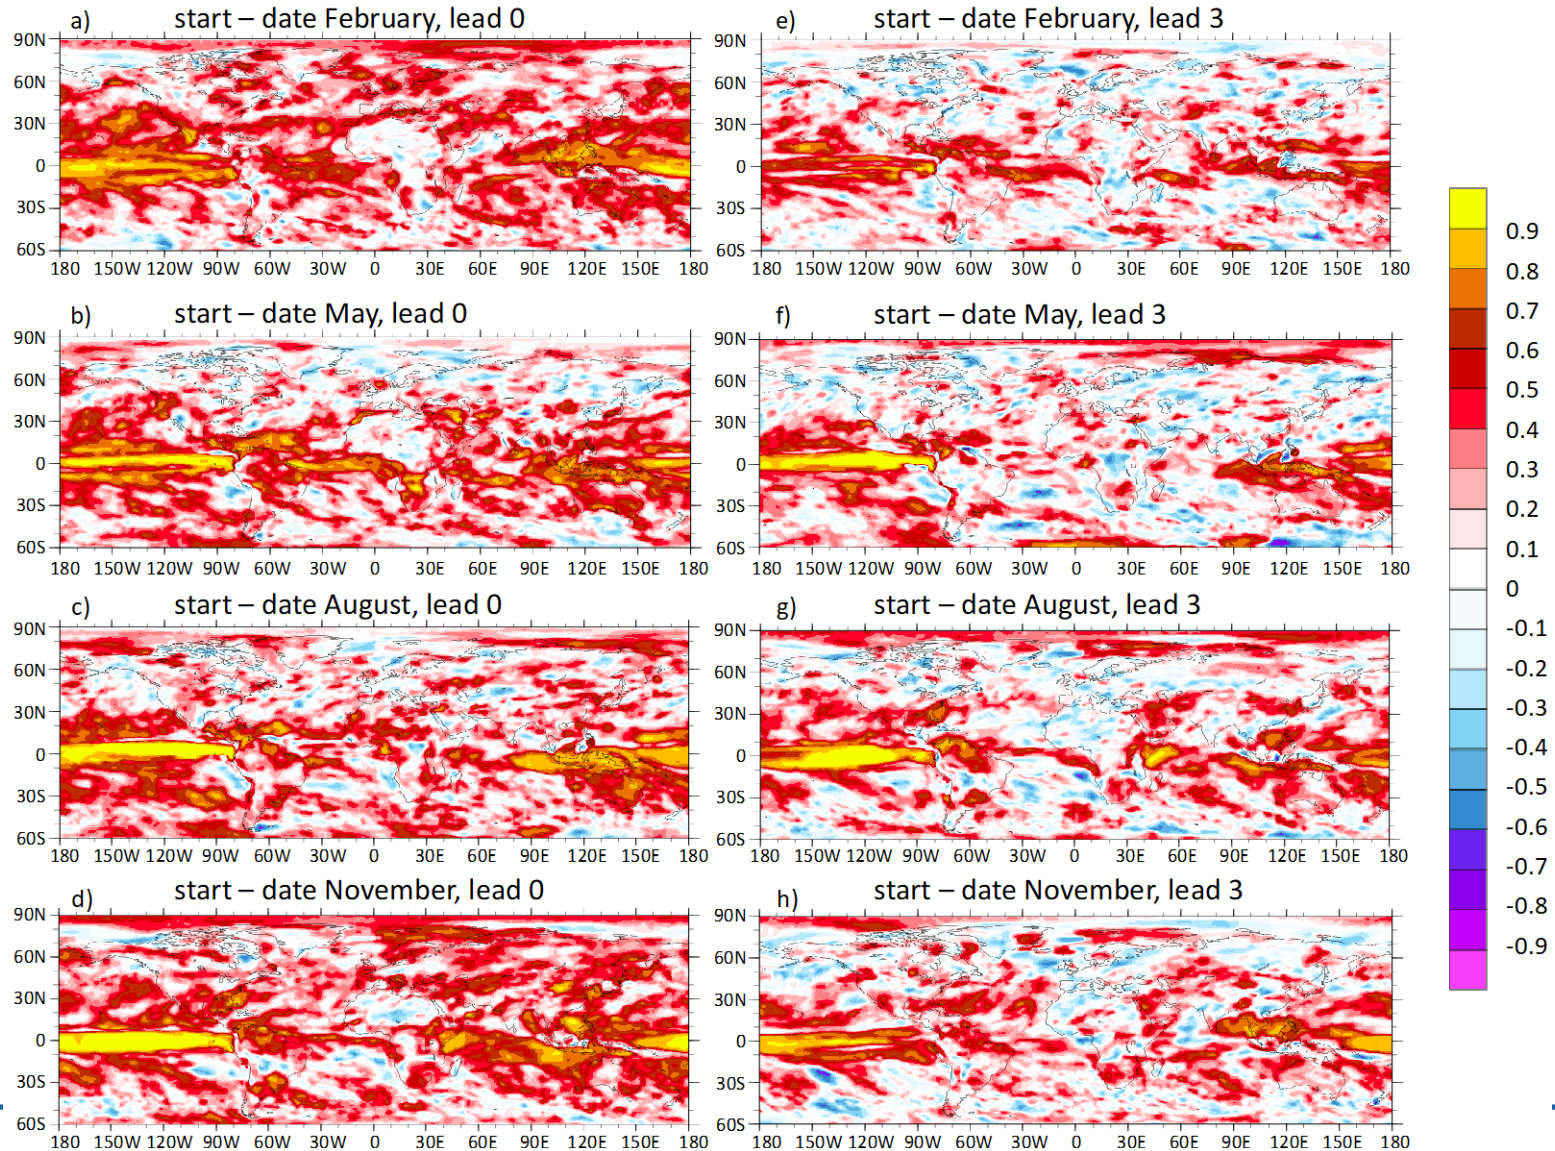 a) start – date February, lead 0
90N
60N
30N
0
30S
60S
180 150W 120W 90W 60W 30W 0 30E 60E 90E 120E 150E 180
e) start – date February, lead 3
90N
60N
30N
0
30S
60S
180 150W 120W 90W 60W 30W 0 30E 60E 90E 120E 150E 180
b) start – date May, lead 0
90N
60N
30N
0
30S
60S
180 150W 120W 90W 60W 30W 0 30E 60E 90E 120E 150E 180
f) start – date May, lead 3
90N
60N
30N
0
30S
60S
180 150W 120W 90W 60W 30W 0 30E 60E 90E 120E 150E 180
c) start – date August, lead 0
90N
60N
30N
0
30S
60S
180 150W 120W 90W 60W 30W 0 30E 60E 90E 120E 150E 180
g) start – date August, lead 3
90N
60N
30N
0
30S
60S
180 150W 120W 90W 60W 30W 0 30E 60E 90E 120E 150E 180
d) start – date November, lead 0
90N
60N
30N
0
30S
60S
180 150W 120W 90W 60W 30W 0 30E 60E 90E 120E 150E 180
h) start – date November, lead 3
90N
60N
30N
0
30S
60S
180 150W 120W 90W 60W 30W 0 30E 60E 90E 120E 150E 180
0.9
0.8
0.7
0.6
0.5
0.4
0.3
0.2
0.1
0
-0.1
-0.2
-0.3
-0.4
-0.5
-0.6
-0.7
-0.8
-0.9